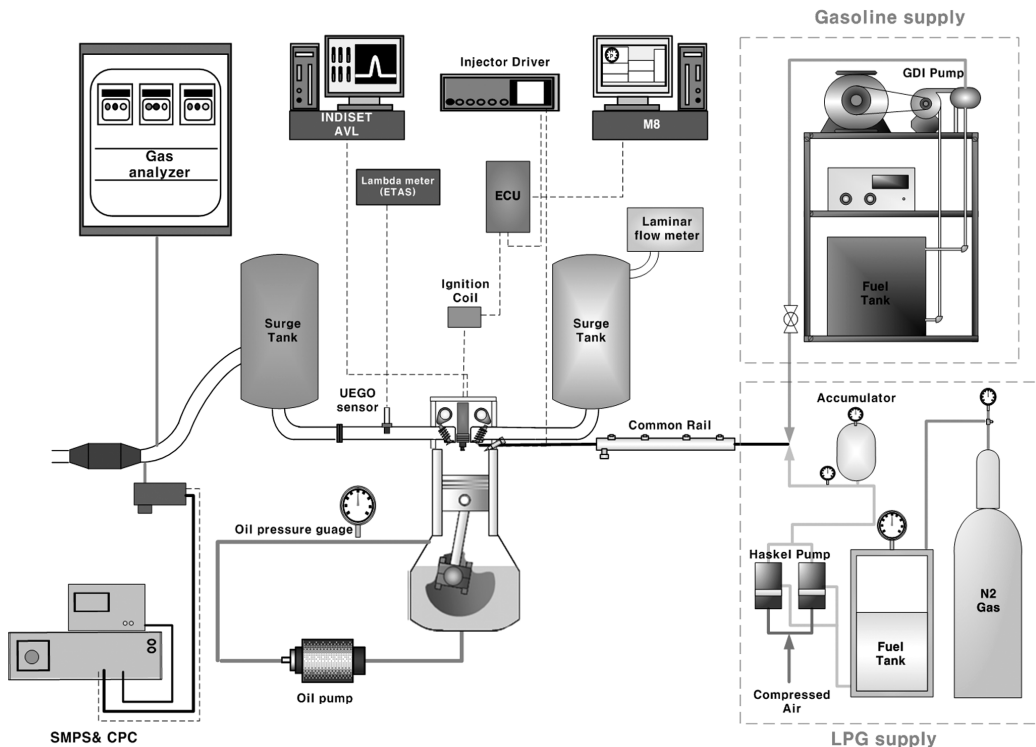 Gasoline supply
GDI Pump
Injector Driver
INDISET
AVL
M8
Gas
analyzer
Lambda meter
(ETAS)
ECU
Laminar
flow meter
Fuel
Tank
Ignition
Coil
Surge
Tank
Surge
Tank
UEGO
sensor
Accumulator
Common Rail
Oil pressure guage
Haskel Pump
N2
Gas
Fuel
Tank
Oil pump
Compressed
Air
SMPS& CPC
LPG supply